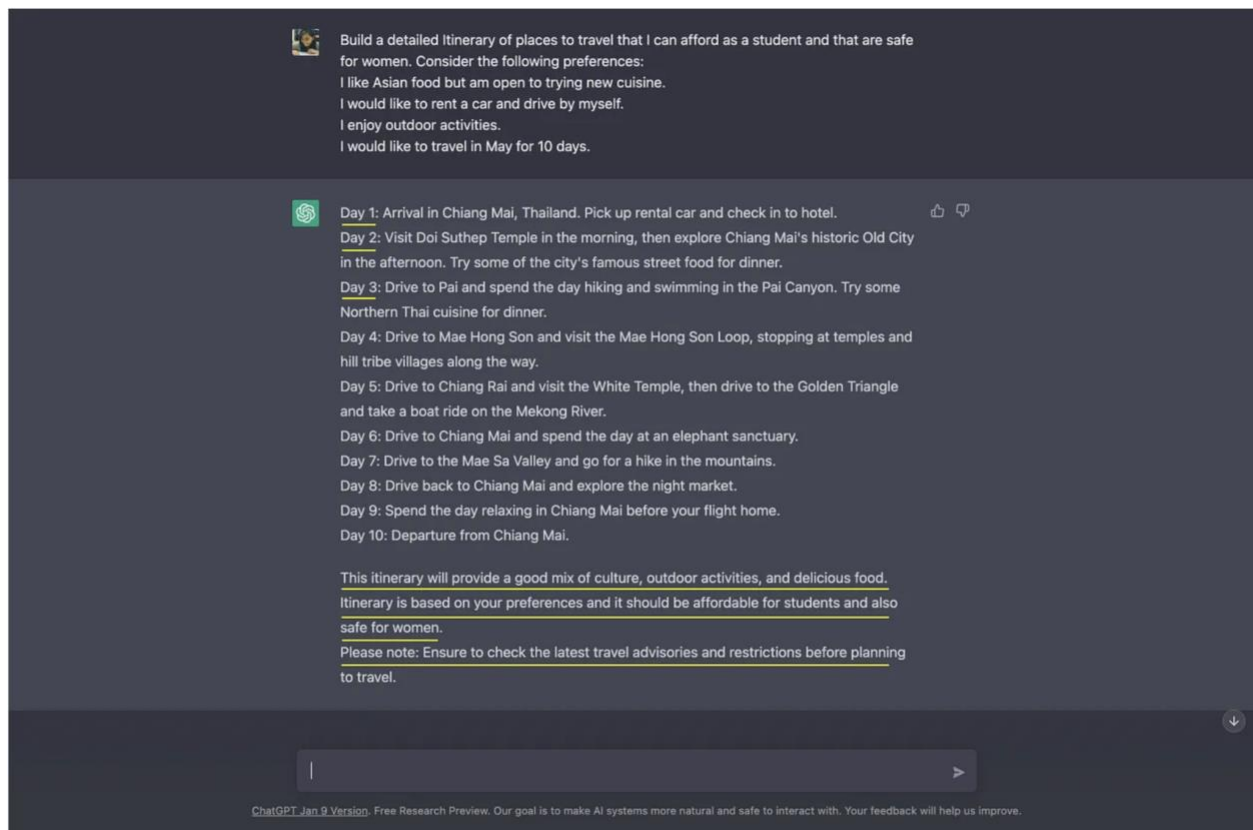 Build a detailed Itinerary of places to travel that I can afford as a student and that are safe
for women. Consider the following preferences:
I like Asian food but am open to trying new cuisine.
I would like to rent a car and drive by myself.
I enjoy outdoor activities.
I would like to travel in May for 10 days.
Day 1: Arrival in Chiang Mai, Thailand. Pick up rental car and check in to hotel.
Day 2: Visit Doi Suthep Temple in the morning, then explore Chiang Mai's historic Old City
in the afternoon. Try some of the city's famous street food for dinner.
Day 3: Drive to Pai and spend the day hiking and swimming in the Pai Canyon. Try some
Northern Thai cuisine for dinner.
Day 4: Drive to Mae Hong Son and visit the Mae Hong Son Loop, stopping at temples and
hill tribe villages along the way.
Day 5: Drive to Chiang Rai and visit the White Temple, then drive to the Golden Triangle
and take a boat ride on the Mekong River.
Day 6: Drive to Chiang Mai and spend the day at an elephant sanctuary.
Day 7: Drive to the Mae Sa Valley and go for a hike in the mountains.
Day 8: Drive back to Chiang Mai and explore the night market.
Day 9: Spend the day relaxing in Chiang Mai before your flight home.
Day 10: Departure from Chiang Mai.
This itinerary will provide a good mix of culture, outdoor activities, and delicious food.
Itinerary is based on your preferences and it should be affordable for students and also
safe for women.
Please note: Ensure to check the latest travel advisories and restrictions before planning
to travel.
ChatGPT Jan 9 Version. Free Research Preview. Our goal is to make AI systems more natural and safe to interact with. Your feedback will help us improve.